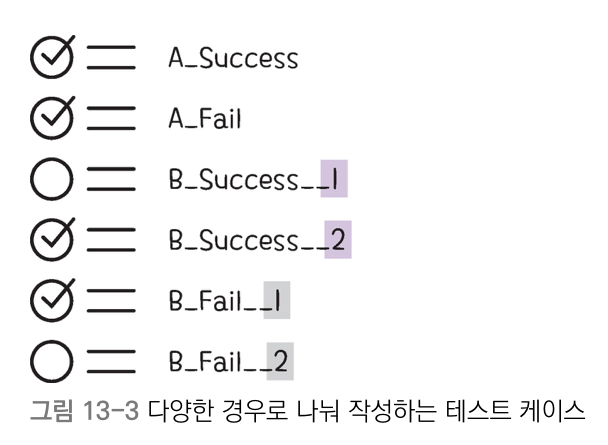 A_Success
A_Fail
B_Success__1
B_Success__2
B_Fail__1
B_Fail__2
그림 13-3 다양한 경우로 나눠 작성하는 테스트 케이스